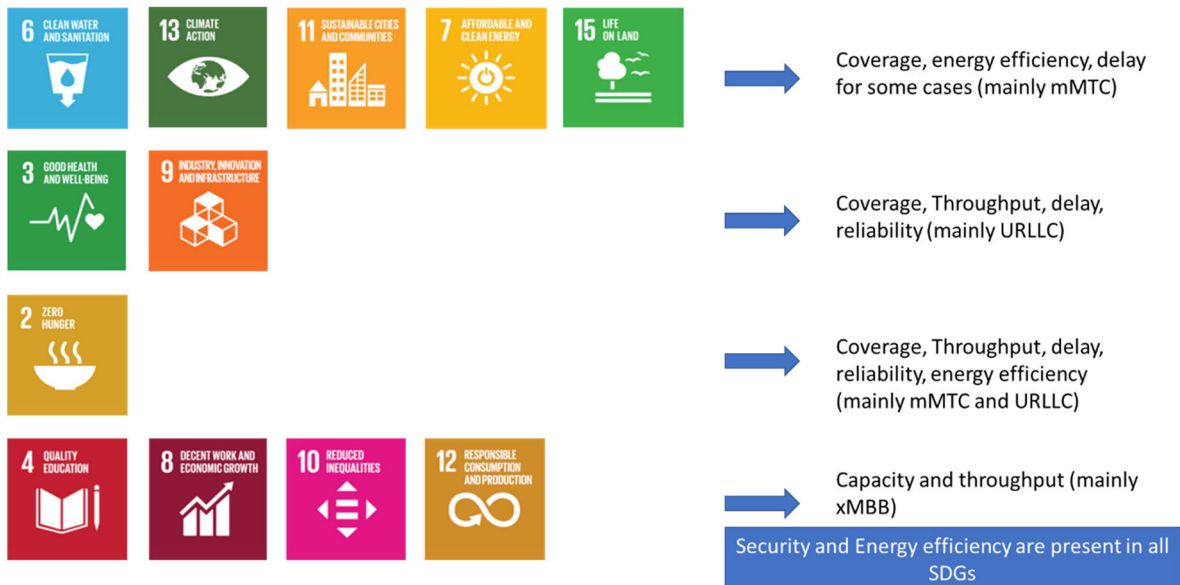 6 CLEAN WATER
AND SANITATION
13 CLIMATE
ACTION
11 SUSTAINABLE CITIES
AND COMMUNITIES
7 AFFORDABLE AND
CLEAN ENERGY
15 LIFE
ON LAND
Coverage, energy efficiency, delay
for some cases (mainly mMTC)
3 GOOD HEALTH
AND WELL-BEING
9 INDUSTRY, INNOVATION
AND INFRASTRUCTURE
Coverage, Throughput, delay,
reliability (mainly URLLC)
2 ZERO
HUNGER
Coverage, Throughput, delay,
reliability, energy efficiency
(mainly mMTC and URLLC)
4 QUALITY
EDUCATION
8 DECENT WORK AND
ECONOMIC GROWTH
10 REDUCED
INEQUALITIES
12 RESPONSIBLE
CONSUMPTION
AND PRODUCTION
Capacity and throughput (mainly
xMBB)
Security and Energy efficiency are present in all
SDGs